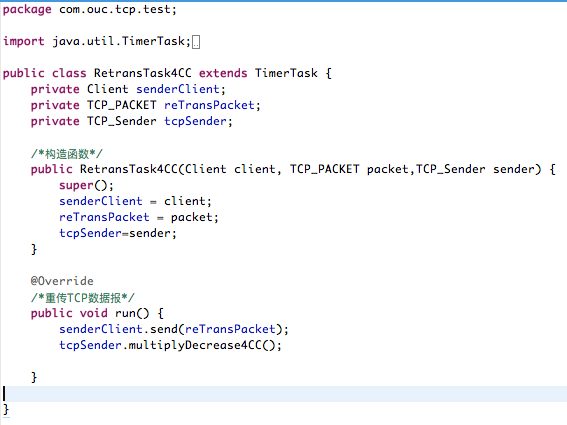 package com.ouc.tcp.test;
import java.util.TimerTask;
public class RetransTask4CC extends TimerTask {
private Client senderClient;
private TCP_PACKET reTransPacket;
private TCP_Sender tcpSender;
/*构造函数*/
public RetransTask4CC(Client client, TCP_PACKET packet,TCP_Sender sender) {
super();
senderClient = client;
reTransPacket = packet;
tcpSender=sender;
}
@Override
/*重传TCP数据报*/
public void run() {
senderClient.send(reTransPacket);
tcpSender.multiplyDecrease4CC();
}
}